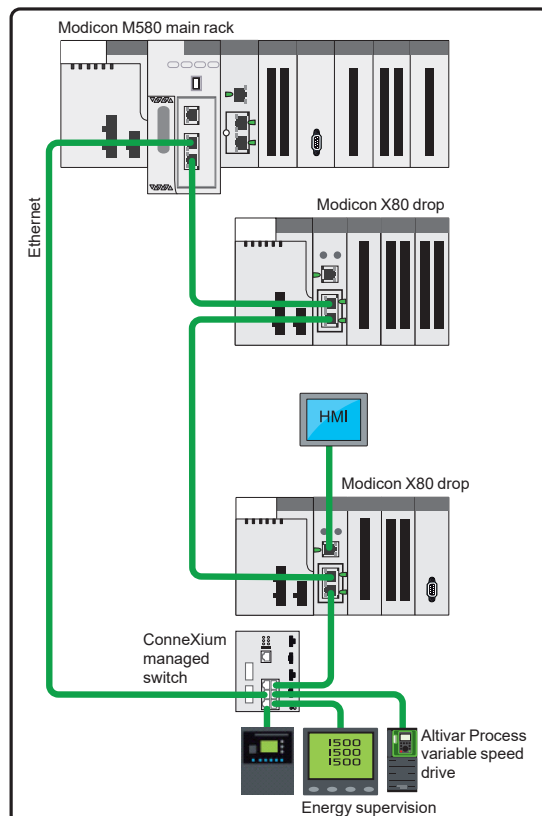 Modicon M580 main rack
Ethernet
Modicon X80 drop
HMI
Modicon X80 drop
ConneXium
managed
switch
1500
1500
1500
Altivar Process
variable speed
drive
Energy supervision